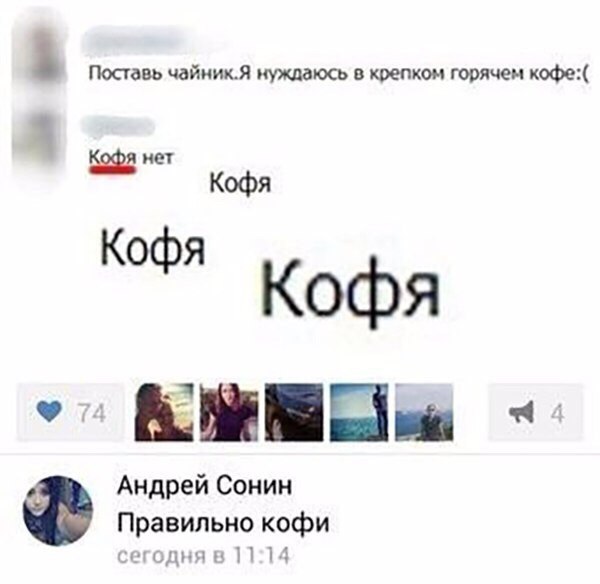 Поставь чайник.Я нуждаюсь в крепком горячем кофе:(
Кофя нет
Кофя
Кофя
Кофя
74
4
Андрей Сонин
Правильно кофи
сегодня в 11:14